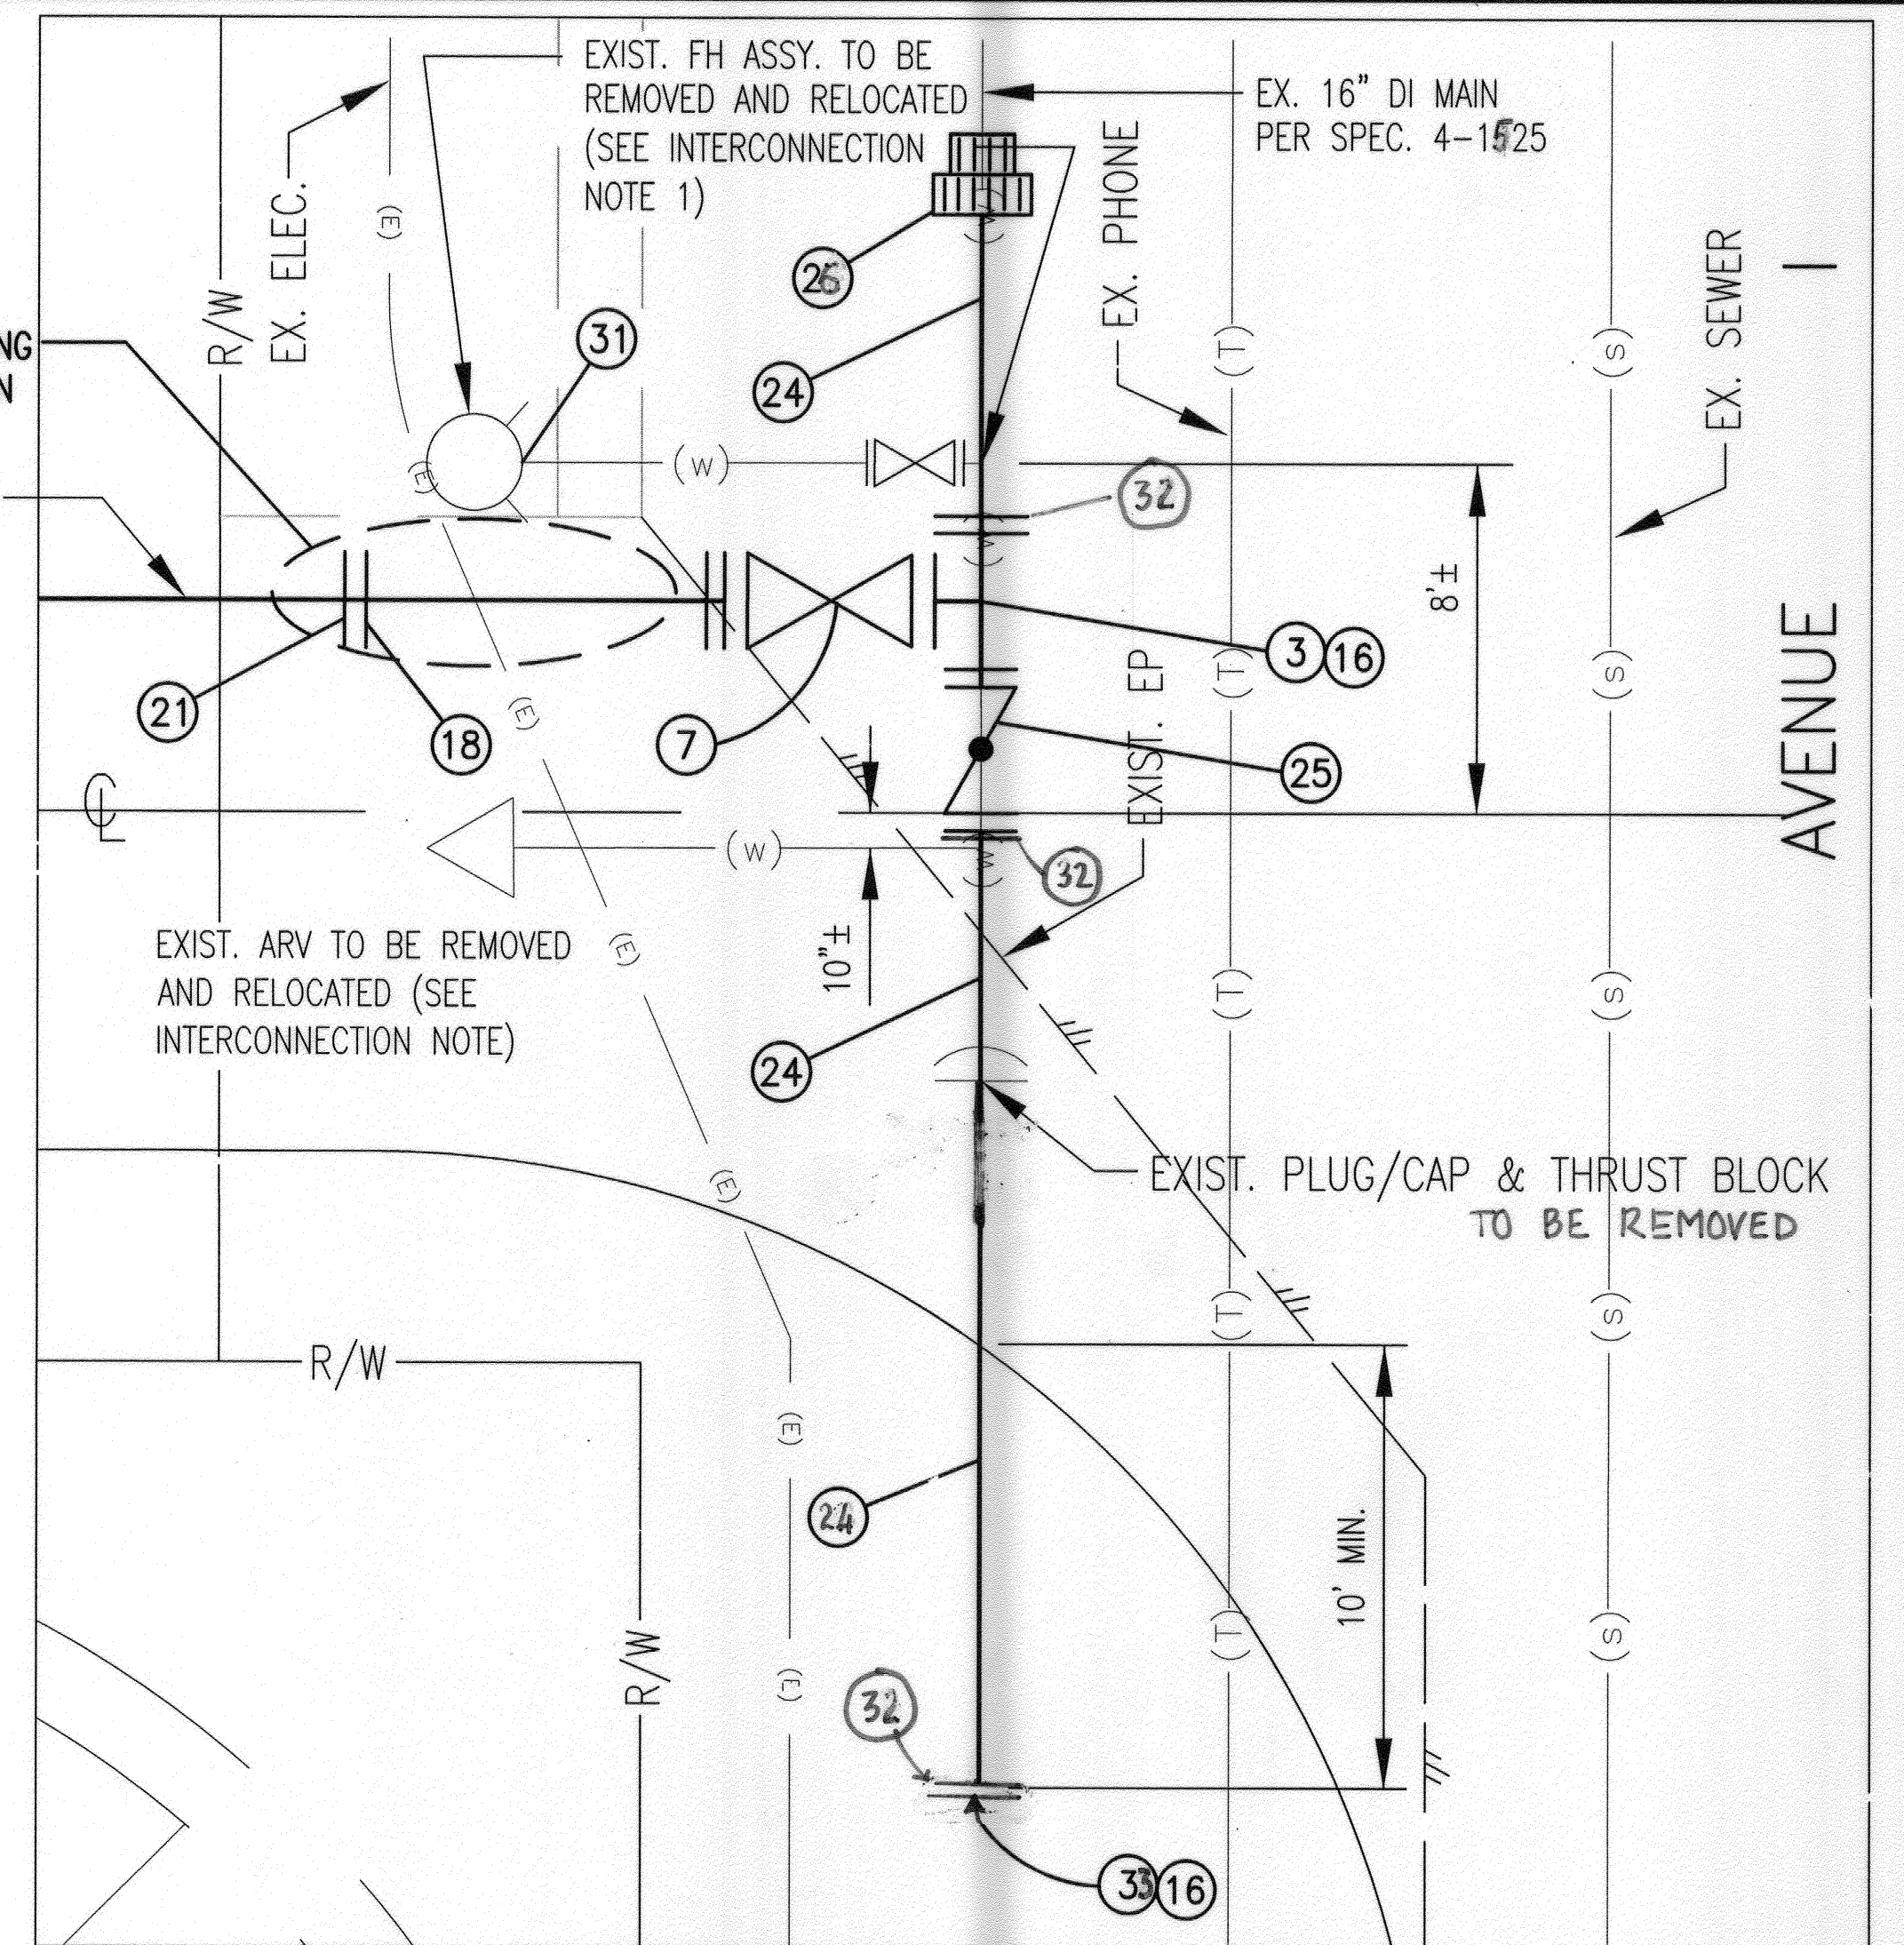 EXIST. FH ASSY. TO BE
REMOVED AND RELOCATED
(SEE INTERCONNECTION
NOTE 1)
EX. 16" DI MAIN
PER SPEC. 4-1525
EX. ELEC.
R/W
EX. PHONE
EX. SEWER
AVENUE I
NG
N
(E)
(W)
26
24
31
(T)
(S)
(E)
(W)
32
(W)
8'±
3
16
21
18
7
(E)
(T)
(S)
EXIST. EP
25
CL
(W)
(W)
32
10"±
EXIST. ARV TO BE REMOVED
AND RELOCATED (SEE
INTERCONNECTION NOTE)
(E)
(T)
(S)
24
EXIST. PLUG/CAP & THRUST BLOCK
TO BE REMOVED
(E)
(T)
(S)
R/W
(E)
24
10' MIN.
R/W
(T)
(S)
(E)
32
33
16